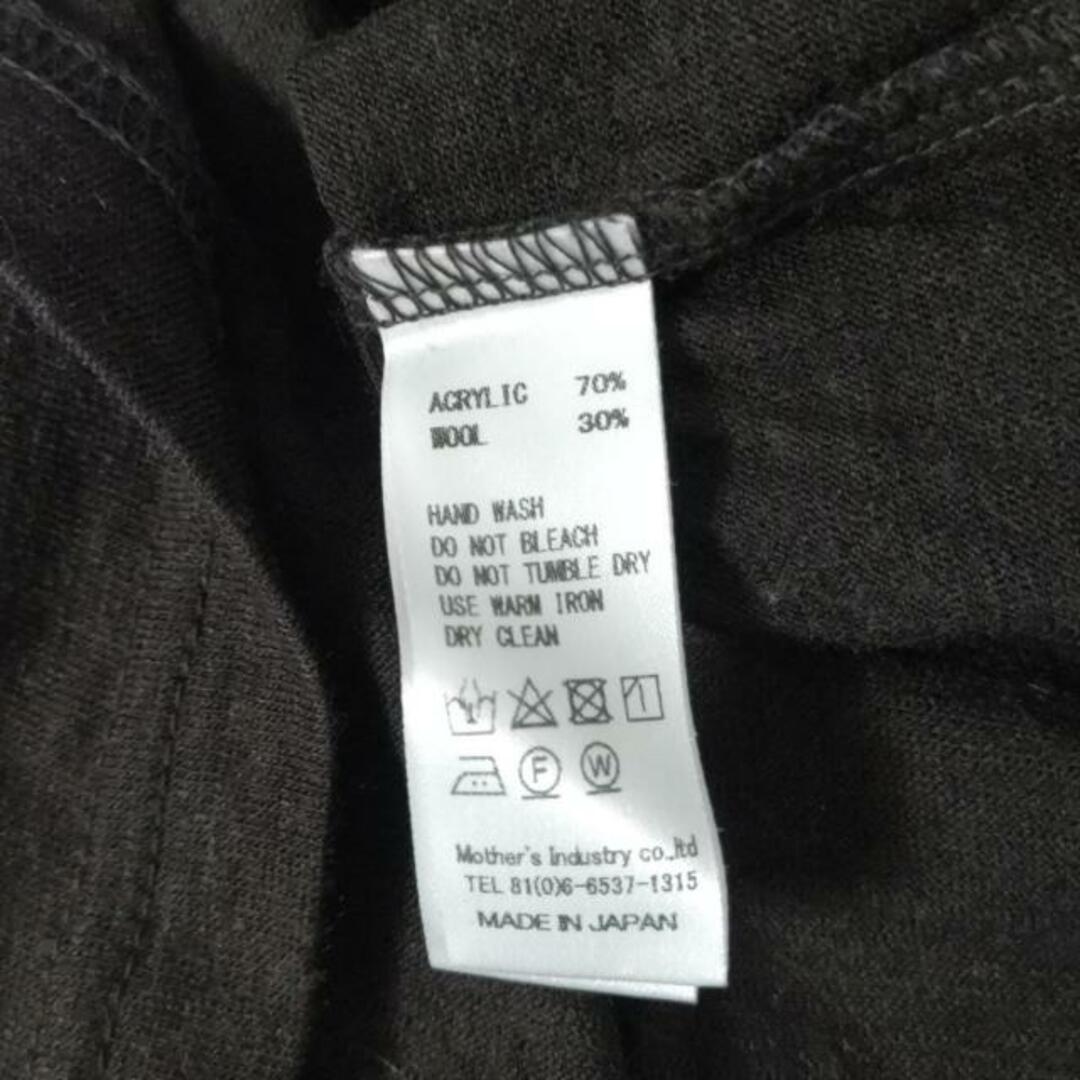 ACRYLIC 70%
WOOL 30%
HAND WASH
DO NOT BLEACH
DO NOT TUMBLE DRY
USE WARM IRON
DRY CLEAN
F W
Mother's Industry co.,ltd
TEL 81(0)6-6537-1315
MADE IN JAPAN